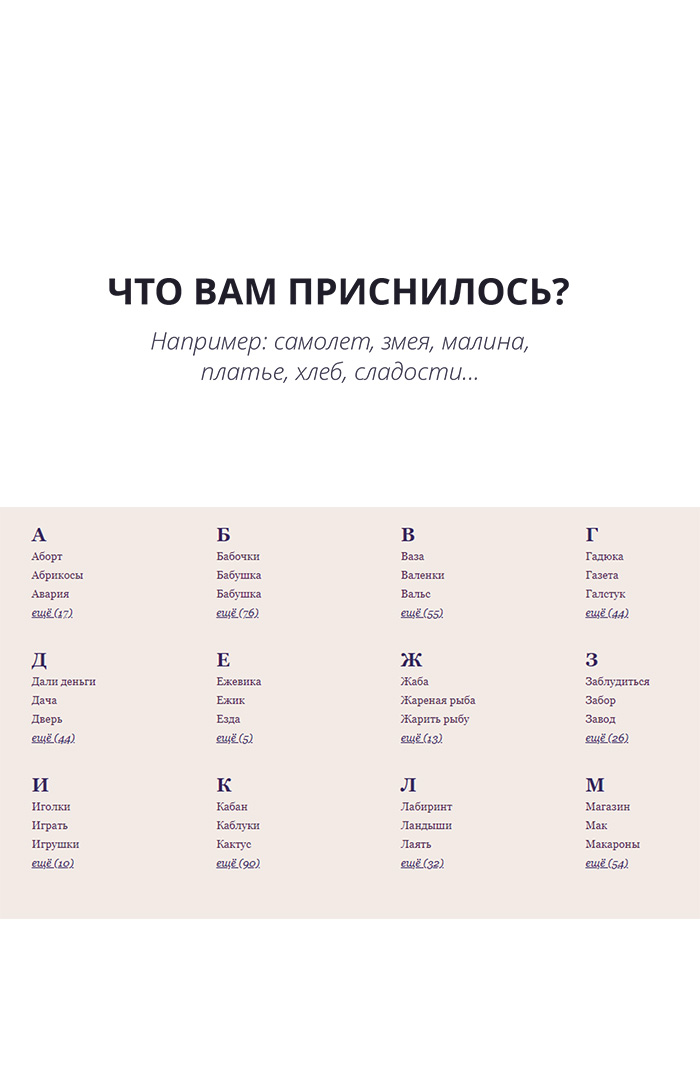 ЧТО ВАМ ПРИСНИЛОСЬ?
Например: самолет, змея, малина,
платье, хлеб, сладости...
А
Аборт
Абрикосы
Авария
ещё (17)
Б
Бабочки
Бабушка
Бабушка
ещё (76)
В
Ваза
Валенки
Вальс
ещё (55)
Г
Гадюка
Газета
Галстук
ещё (44)
Д
Дали деньги
Дача
Дверь
ещё (44)
Е
Ежевика
Ежик
Езда
ещё (5)
Ж
Жаба
Жареная рыба
Жарить рыбу
ещё (13)
З
Заблудиться
Забор
Завод
ещё (26)
И
Иголки
Играть
Игрушки
ещё (10)
К
Кабан
Каблуки
Кактус
ещё (90)
Л
Лабиринт
Ландыши
Лаять
ещё (32)
М
Магазин
Мак
Макароны
ещё (54)